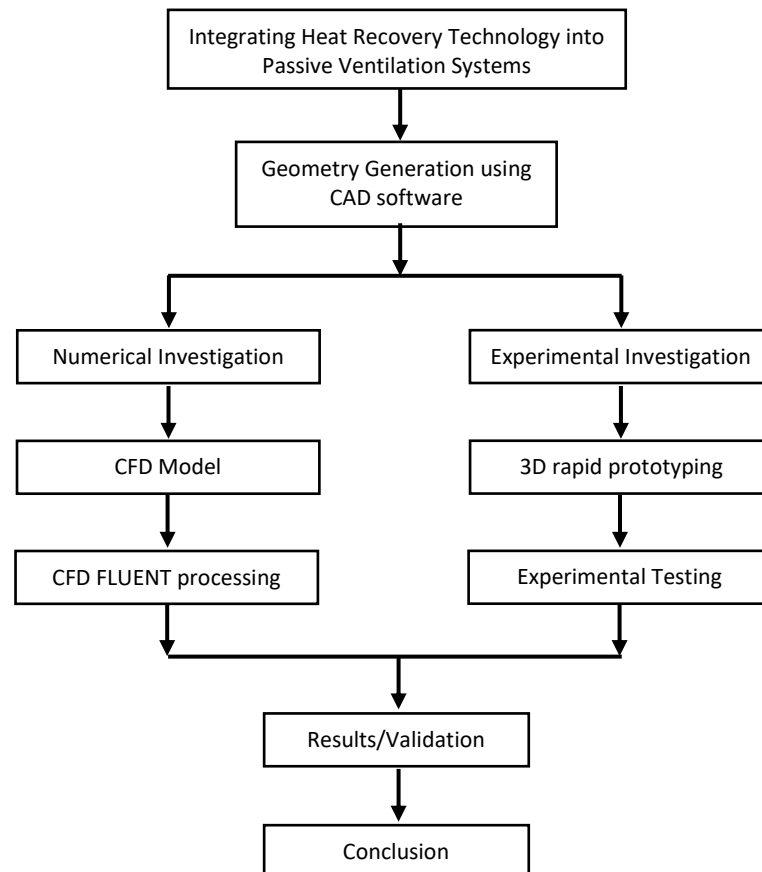 Integrating Heat Recovery Technology into
Passive Ventilation Systems
Geometry Generation using
CAD software
Numerical Investigation
Experimental Investigation
CFD Model
3D rapid prototyping
CFD FLUENT processing
Experimental Testing
Results/Validation
Conclusion